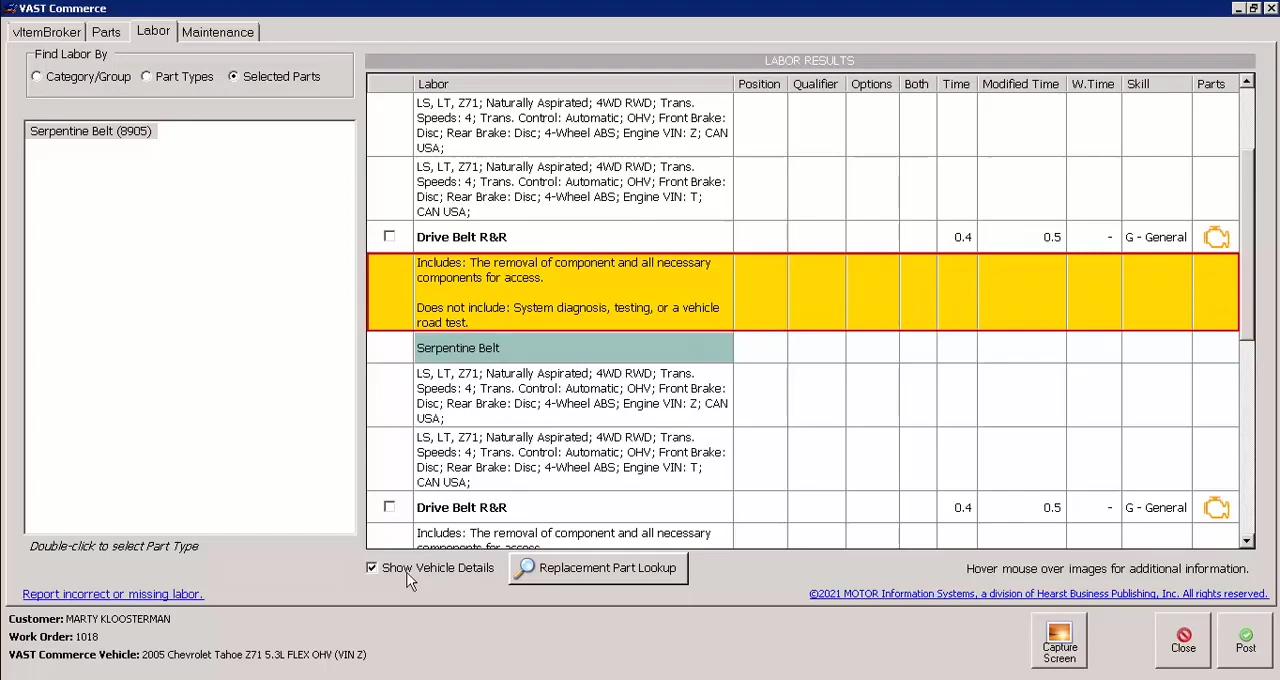 VAST Commerce
vItemBroker Parts Labor Maintenance
Find Labor By
Category/Group Part Types Selected Parts
Serpentine Belt (8905)
Double-click to select Part Type
Report incorrect or missing labor.
LABOR RESULTS
Labor Position Qualifier Options Both Time Modified Time W.Time Skill Parts
LS, LT, Z71; Naturally Aspirated; 4WD RWD; Trans.
Speeds: 4; Trans. Control: Automatic; OHV; Front Brake:
Disc; Rear Brake: Disc; 4-Wheel ABS; Engine VIN: Z; CAN
USA;
LS, LT, Z71; Naturally Aspirated; 4WD RWD; Trans.
Speeds: 4; Trans. Control: Automatic; OHV; Front Brake:
Disc; Rear Brake: Disc; 4-Wheel ABS; Engine VIN: T;
CAN USA;
Drive Belt R&R 0.4 0.5 - G - General
Includes: The removal of component and all necessary
components for access.
Does not include: System diagnosis, testing, or a vehicle
road test.
Serpentine Belt
LS, LT, Z71; Naturally Aspirated; 4WD RWD; Trans.
Speeds: 4; Trans. Control: Automatic; OHV; Front Brake:
Disc; Rear Brake: Disc; 4-Wheel ABS; Engine VIN: Z; CAN
USA;
LS, LT, Z71; Naturally Aspirated; 4WD RWD; Trans.
Speeds: 4; Trans. Control: Automatic; OHV; Front Brake:
Disc; Rear Brake: Disc; 4-Wheel ABS; Engine VIN: T;
CAN USA;
Drive Belt R&R 0.4 0.5 - G - General
Includes: The removal of component and all necessary
components for access.
Show Vehicle Details Replacement Part Lookup Hover mouse over images for additional information.
©2021 MOTOR Information Systems, a division of Hearst Business Publishing, Inc. All rights reserved.
Customer: MARTY KLOOSTERMAN
Work Order: 1018
VAST Commerce Vehicle: 2005 Chevrolet Tahoe Z71 5.3L FLEX OHV (VIN Z)
Capture
Screen
Close
Post